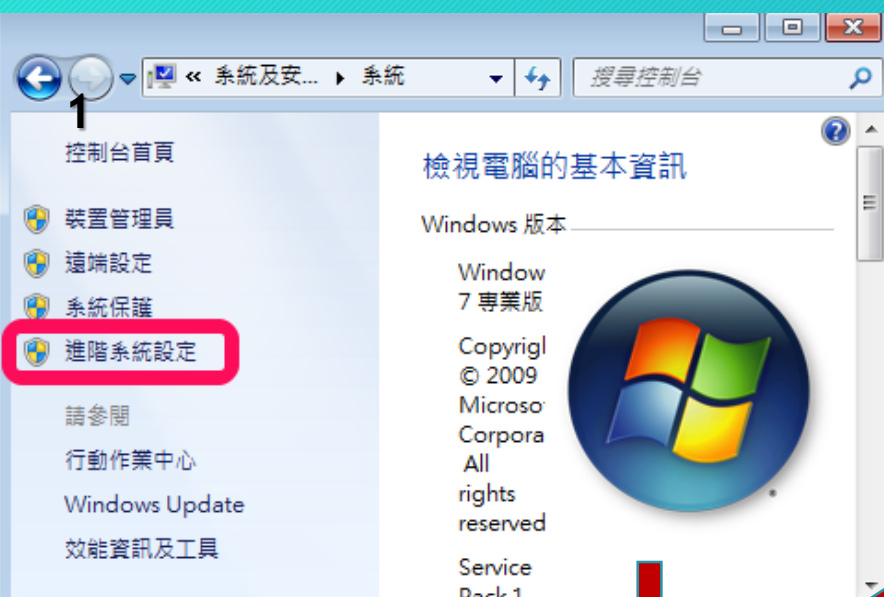 « 系統及安... ▸ 系統
搜尋控制台
1
控制台首頁
裝置管理員
遠端設定
系統保護
進階系統設定
請參閱
行動作業中心
Windows Update
效能資訊及工具
檢視電腦的基本資訊
Windows 版本
Window
7 專業版
Copyrigl
© 2009
Microso
Corpora
All
rights
reserved
Service
Pack 1